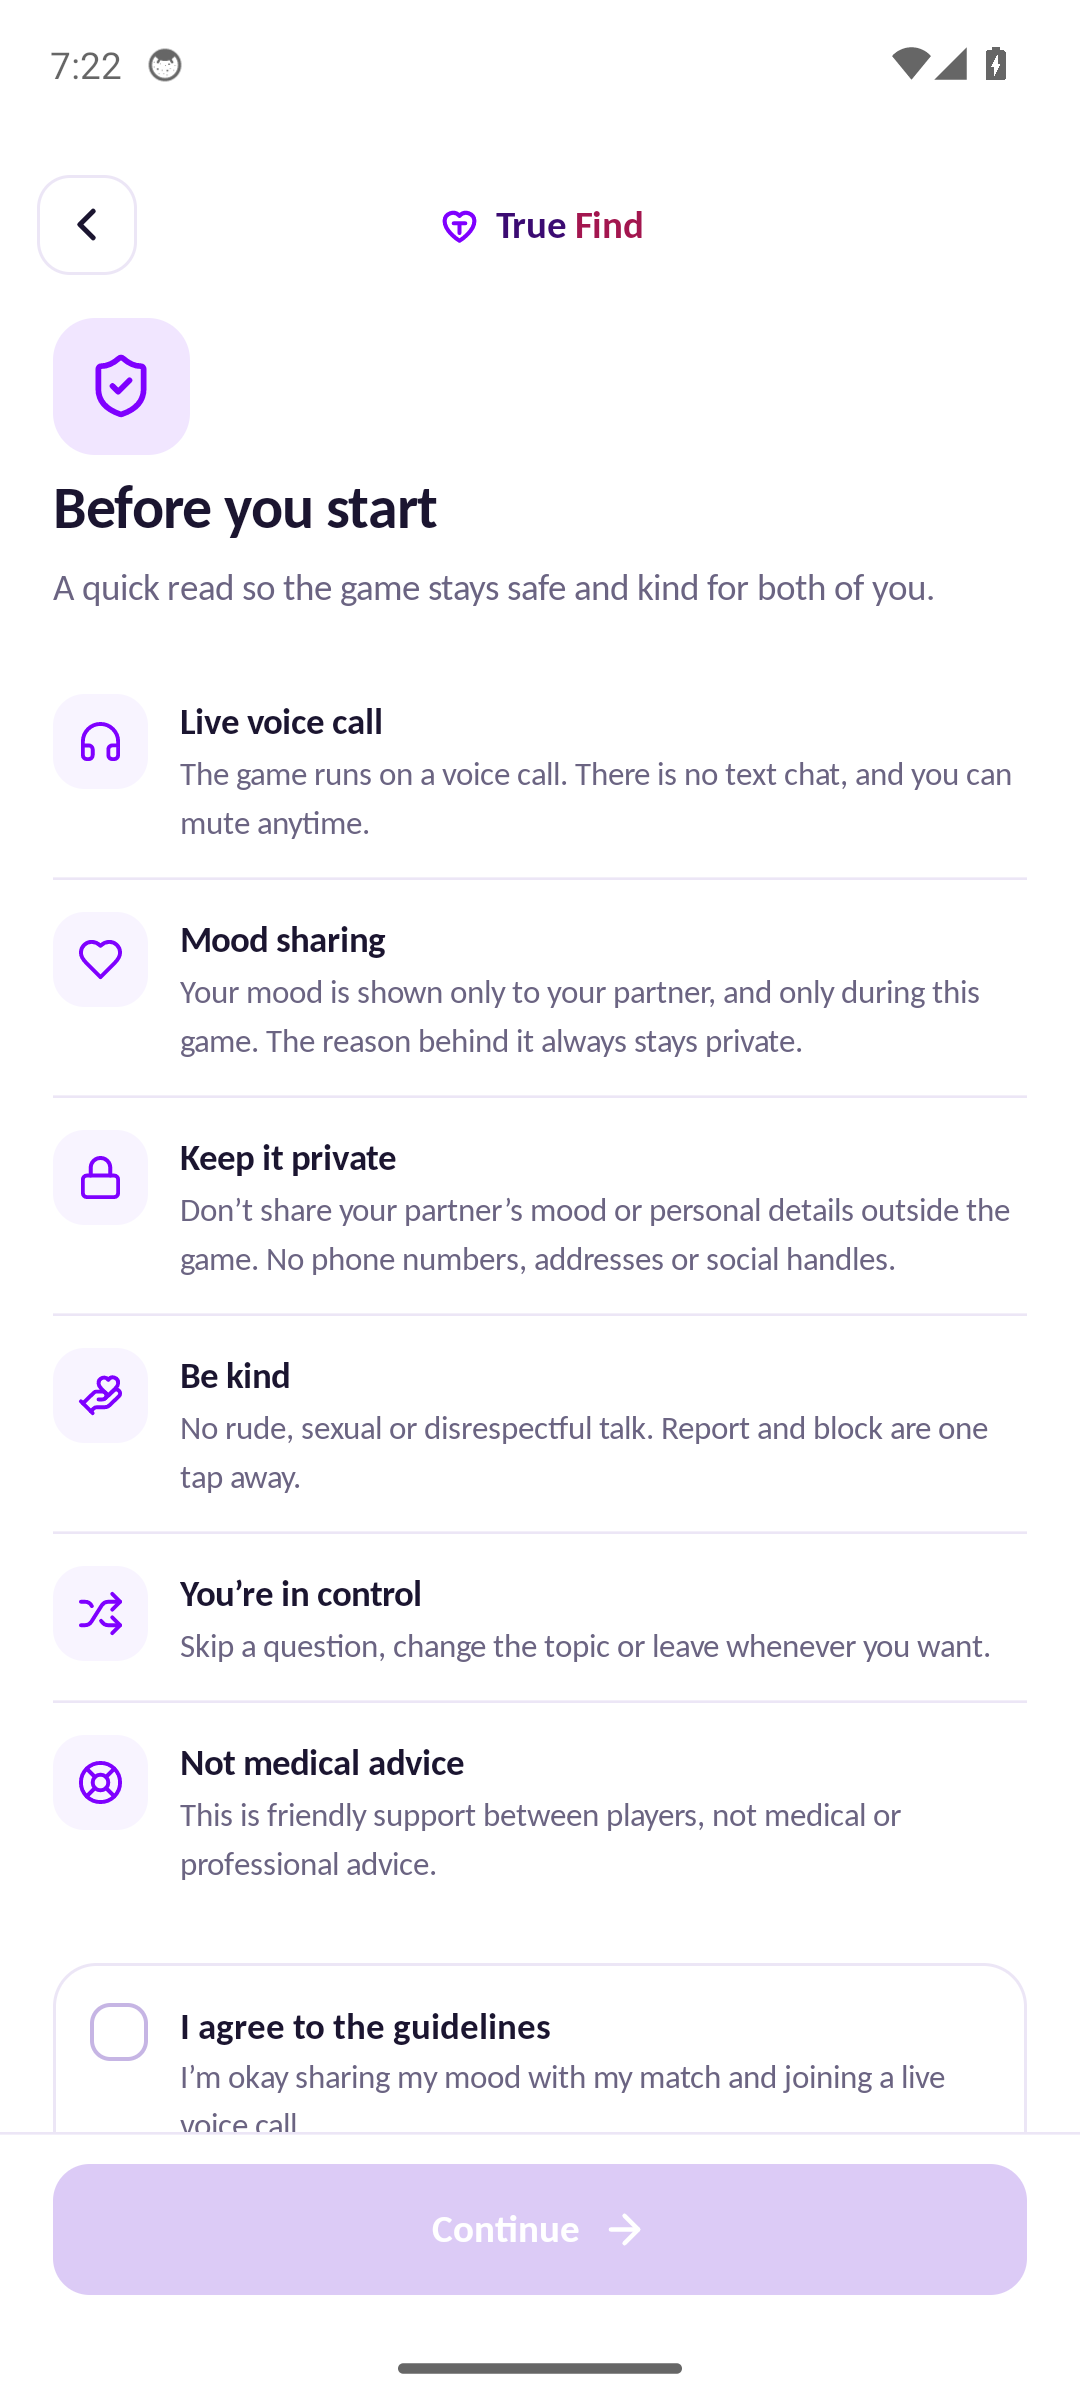 7:22
True Find
Before you start
A quick read so the game stays safe and kind for both of you.
Live voice call
The game runs on a voice call. There is no text chat, and you can
mute anytime.
Mood sharing
Your mood is shown only to your partner, and only during this
game. The reason behind it always stays private.
Keep it private
Don’t share your partner’s mood or personal details outside the
game. No phone numbers, addresses or social handles.
Be kind
No rude, sexual or disrespectful talk. Report and block are one
tap away.
You’re in control
Skip a question, change the topic or leave whenever you want.
Not medical advice
This is friendly support between players, not medical or
professional advice.
I agree to the guidelines
I’m okay sharing my mood with my match and joining a live
voice call
Continue